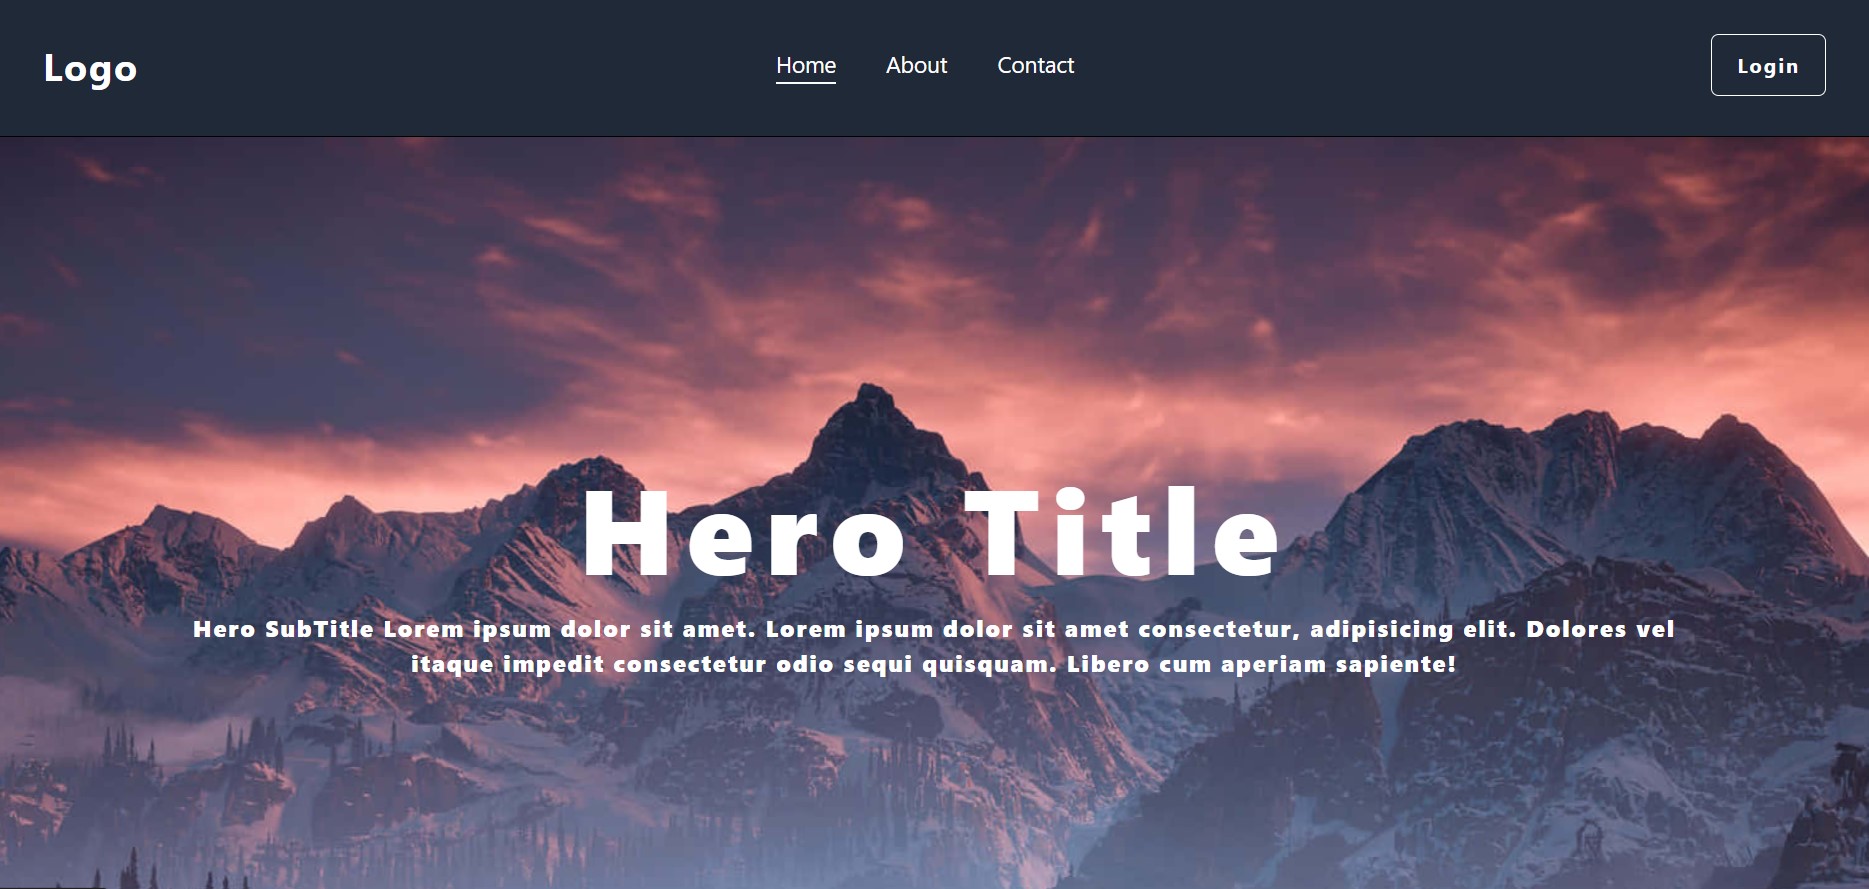 Logo
Home About Contact
Login
Hero Title
Hero SubTitle Lorem ipsum dolor sit amet. Lorem ipsum dolor sit amet consectetur, adipisicing elit. Dolores vel
itaque impedit consectetur odio sequi quisquam. Libero cum aperiam sapiente!